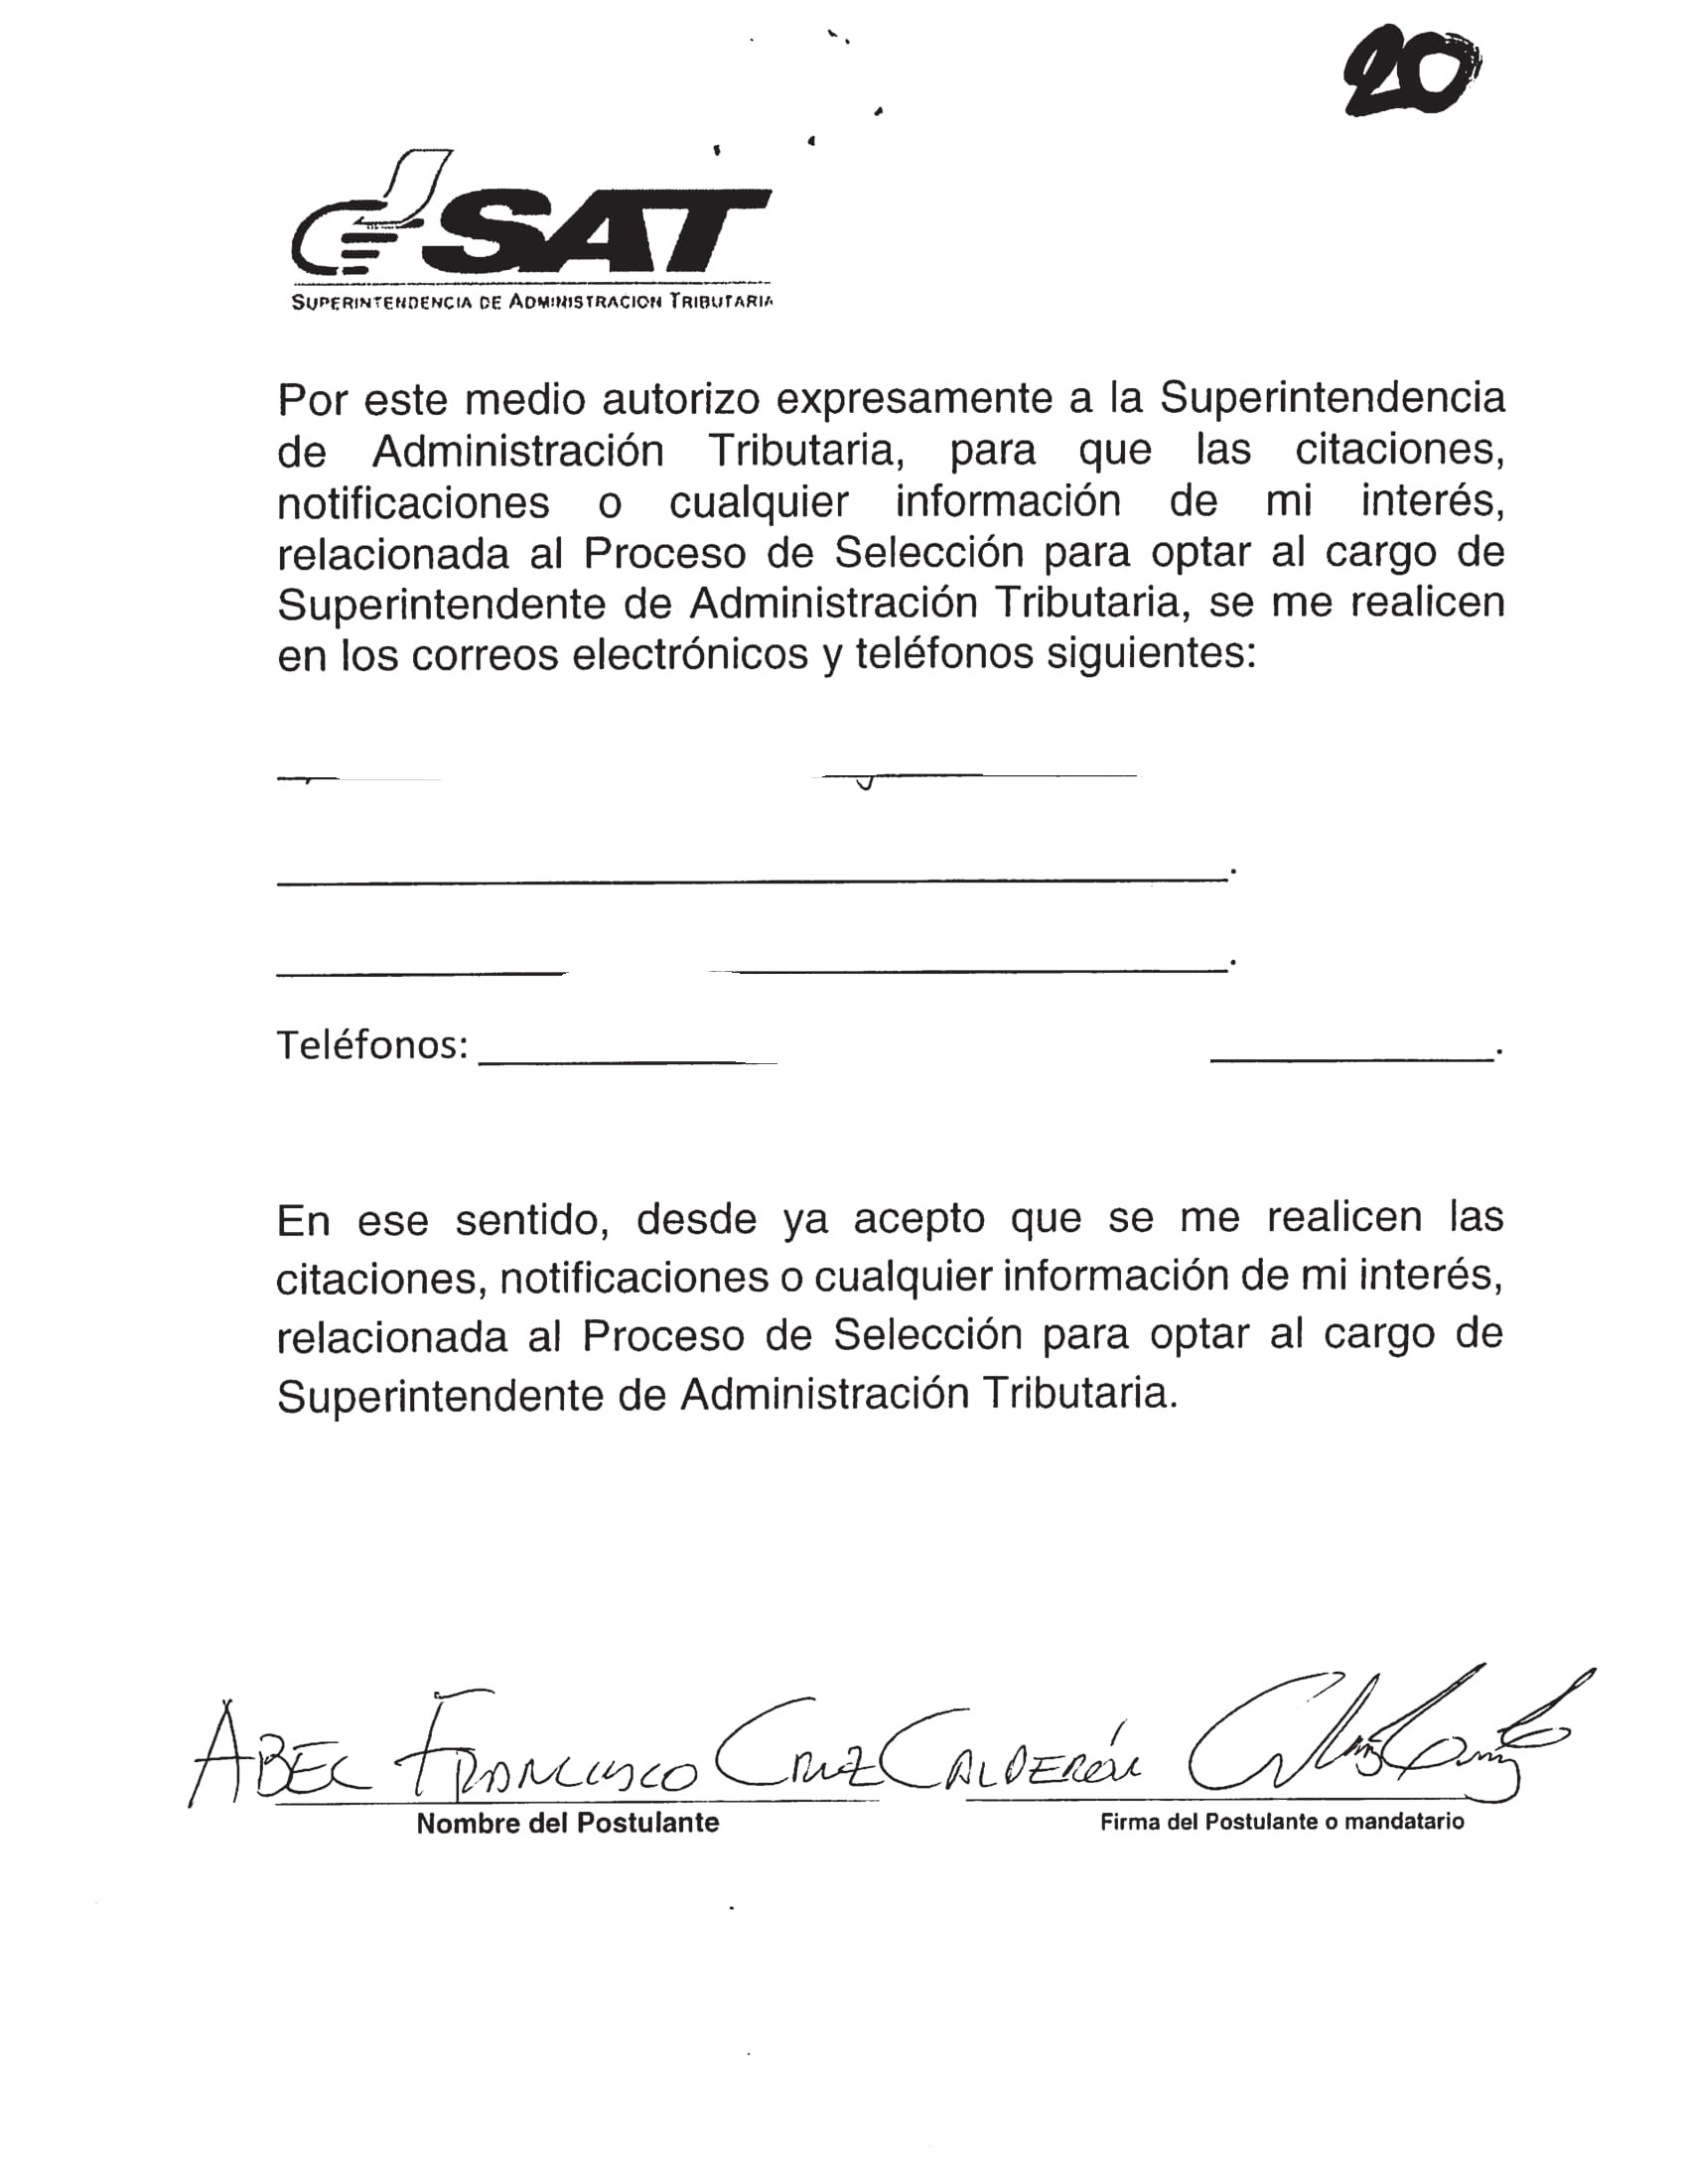 20
SAT
SUPERINTENDENCIA DE ADMINISTRACION TRIBUTARIA
Por este medio autorizo expresamente a la Superintendencia
de Administración Tributaria, para que las citaciones,
notificaciones o cualquier información de mi interés,
relacionada al Proceso de Selección para optar al cargo de
Superintendente de Administración Tributaria, se me realicen
en los correos electrónicos y teléfonos siguientes:
Teléfonos:
En ese sentido, desde ya acepto que se me realicen las
citaciones, notificaciones o cualquier información de mi interés,
relacionada al Proceso de Selección para optar al cargo de
Superintendente de Administración Tributaria.
ABEL FRANCISCO CRUZ CALDERÓN
Nombre del Postulante Firma del Postulante o mandatario